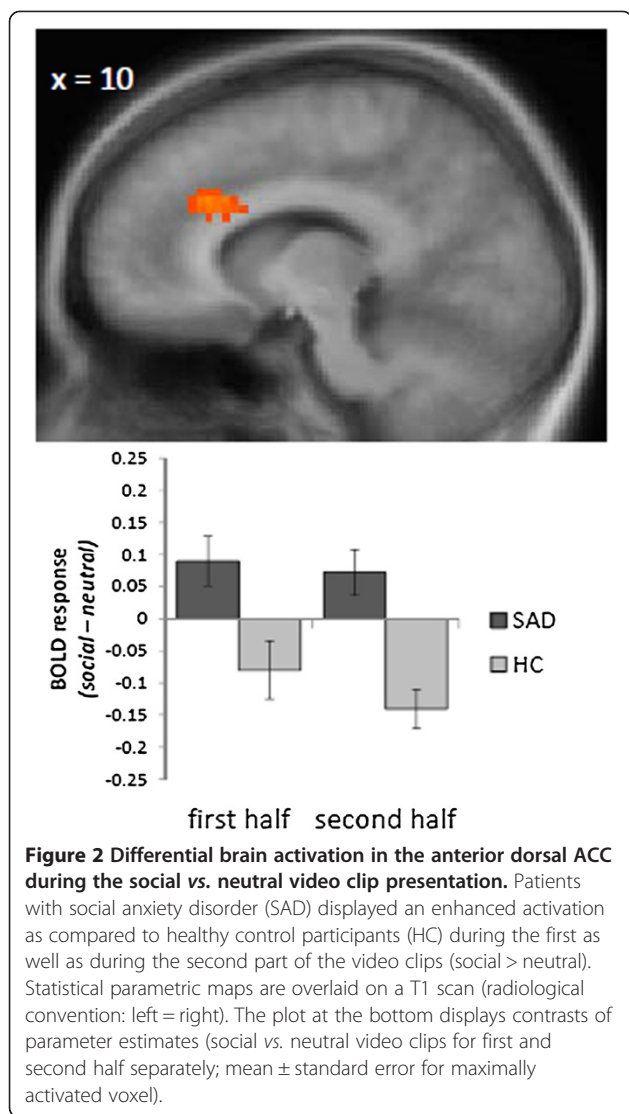 x = 10
0.25
0.2
0.15
0.1
0.05
0
-0.05
-0.1
-0.15
-0.2
-0.25
BOLD response
(social – neutral)
SAD
HC
first half second half
Figure 2 Differential brain activation in the anterior dorsal ACC
during the social vs. neutral video clip presentation. Patients
with social anxiety disorder (SAD) displayed an enhanced activation
as compared to healthy control participants (HC) during the first as
well as during the second part of the video clips (social > neutral).
Statistical parametric maps are overlaid on a T1 scan (radiological
convention: left = right). The plot at the bottom displays contrasts of
parameter estimates (social vs. neutral video clips for first and
second half separately; mean ± standard error for maximally
activated voxel).